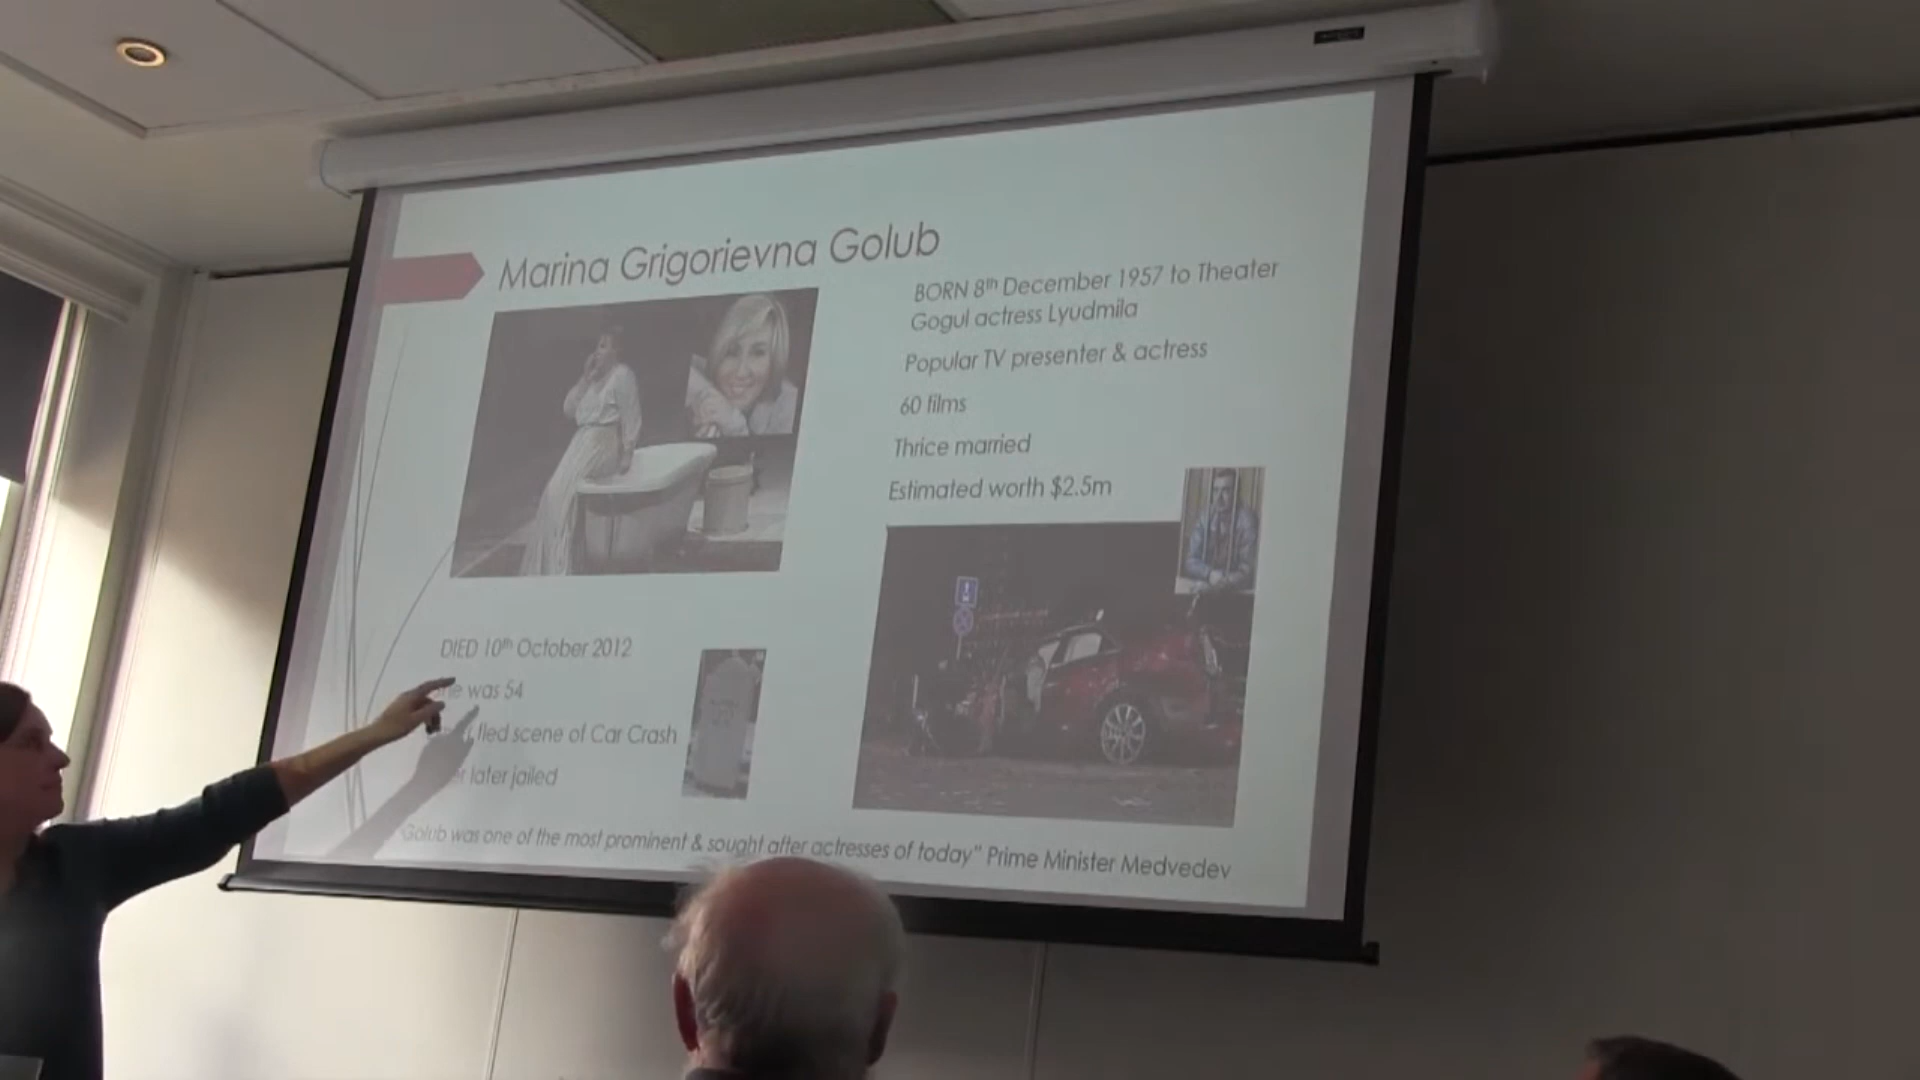 Marina Grigorievna Golub
BORN 8th December 1957 to Theater
Gogul actress Lyudmila
Popular TV presenter & actress
60 films
Thrice married
Estimated worth $2.5m
DIED 10th October 2012
was 54
fled scene of Car Crash
later jailed
Golub was one of the most prominent & sought after actresses of today" Prime Minister Medvedev